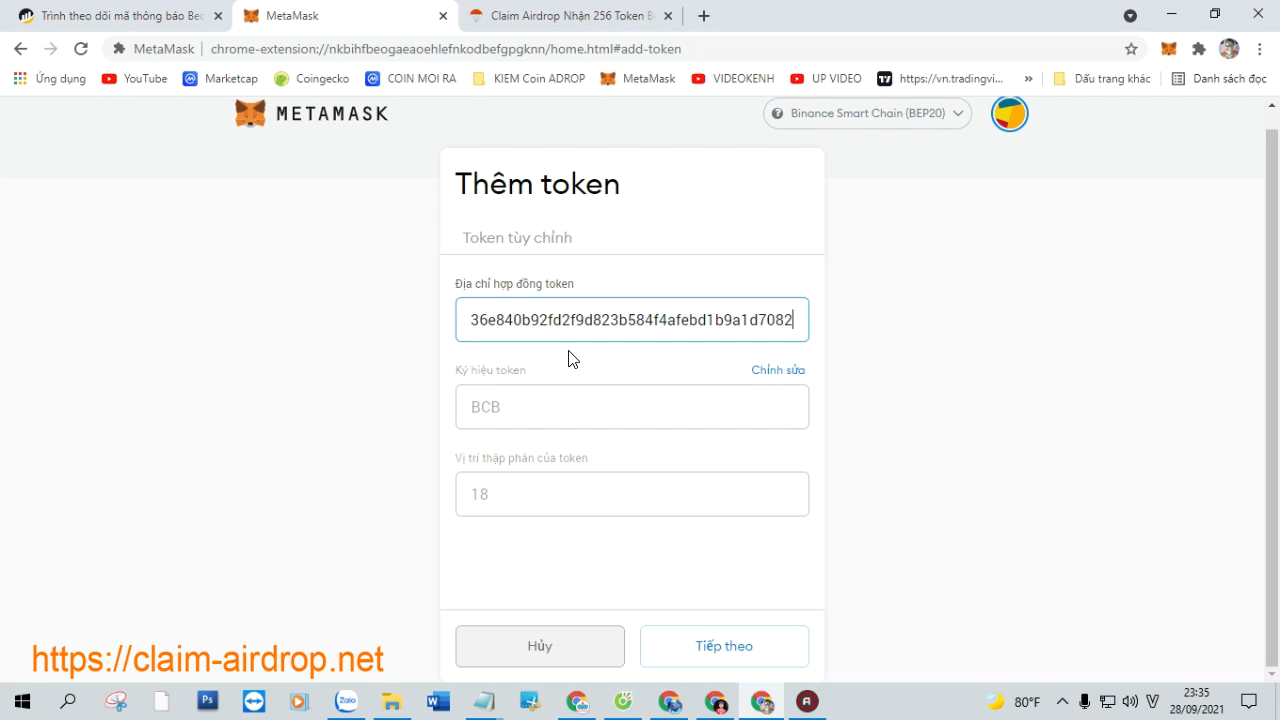 Trình theo dõi mã thông báo Bec
MetaMask
Claim Airdrop Nhận 256 Token B
MetaMask
chrome-extension://nkbihfbeogaeaoehlefnkodbefgpgknn/home.html#add-token
Ứng dụng
YouTube
Marketcap
Coingecko
COIN MOI RA
KIEM Coin ADROP
MetaMask
VIDEOKENH
UP VIDEO
https://vn.tradingvi...
»
Dấu trang khác
Danh sách đọc
METAMASK
Binance Smart Chain (BEP20)
Thêm token
Token tùy chỉnh
Địa chỉ hợp đồng token
36e840b92fd2f9d823b584f4afebd1b9a1d7082
Ký hiệu token
Chỉnh sửa
BCB
Vị trí thập phân của token
18
Hủy
Tiếp theo
https://claim-airdrop.net
80°F
23:35
28/09/2021